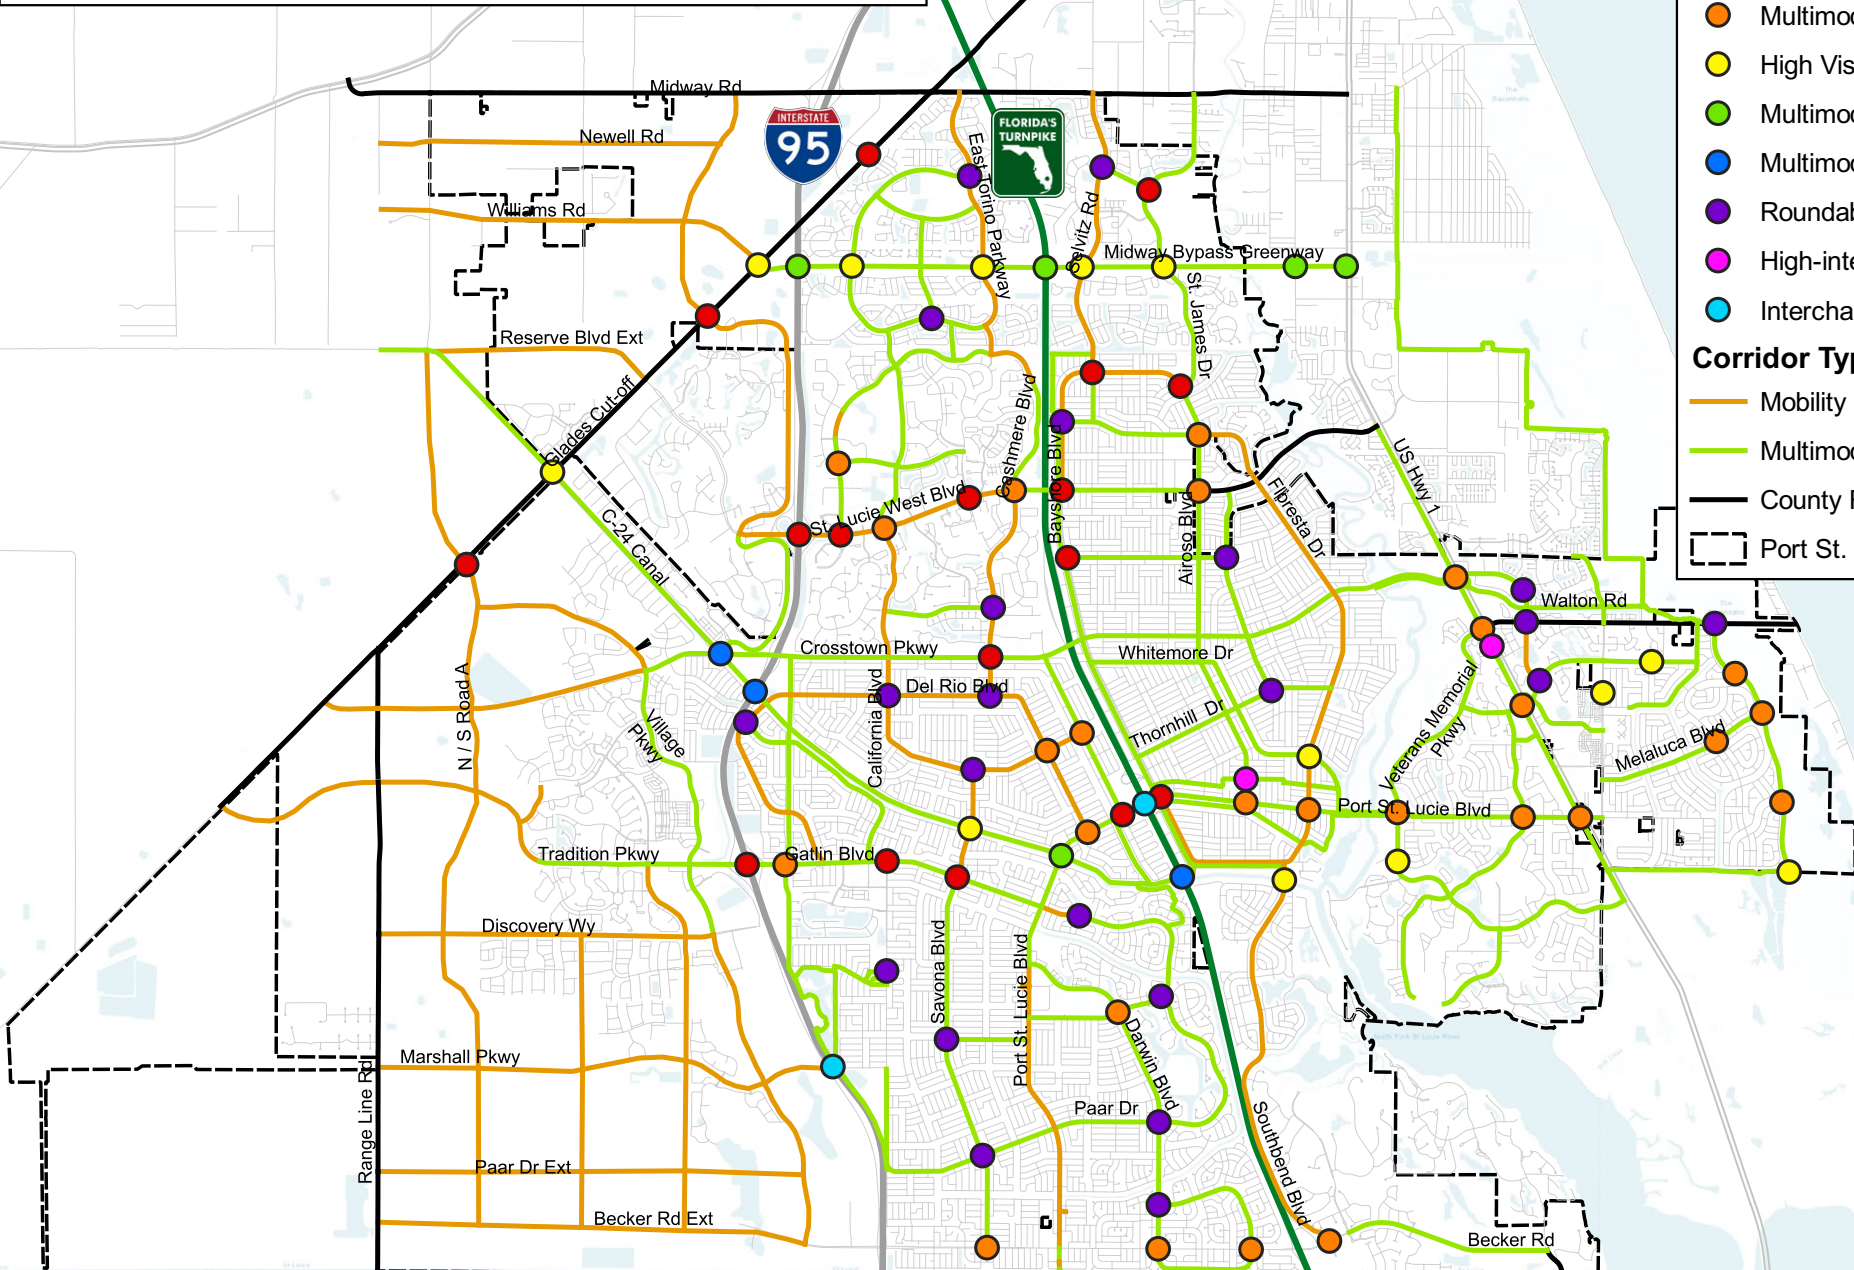 Midway Rd
Newell Rd
INTERSTATE
95
FLORIDA'S
TURNPIKE
East Torino Parkway
Selvitz Rd
Williams Rd
Midway Bypass Greenway
St. James Dr
Reserve Blvd Ext
Glades Cut-off
Cashmere Blvd
Bayshore Blvd
St. Lucie West Blvd
C-24 Canal
Airoso Blvd
Floresta Dr
US Hwy 1
Walton Rd
Crosstown Pkwy
Whitemore Dr
Del Rio Blvd
California Blvd
N / S Road A
Village
Pkwy
Thornhill Dr
Veterans Memorial
Pkwy
Melaluca Blvd
Port St. Lucie Blvd
Tradition Pkwy
Gatlin Blvd
Discovery Wy
Savona Blvd
Port St. Lucie Blvd
Darwin Blvd
Marshall Pkwy
Range Line Rd
Paar Dr
Southbend Blvd
Paar Dr Ext
Becker Rd Ext
Becker Rd
Multimod
High Vis
Multimod
Multimod
Roundab
High-inte
Intercha
Corridor Typ
Mobility
Multimod
County F
Port St.